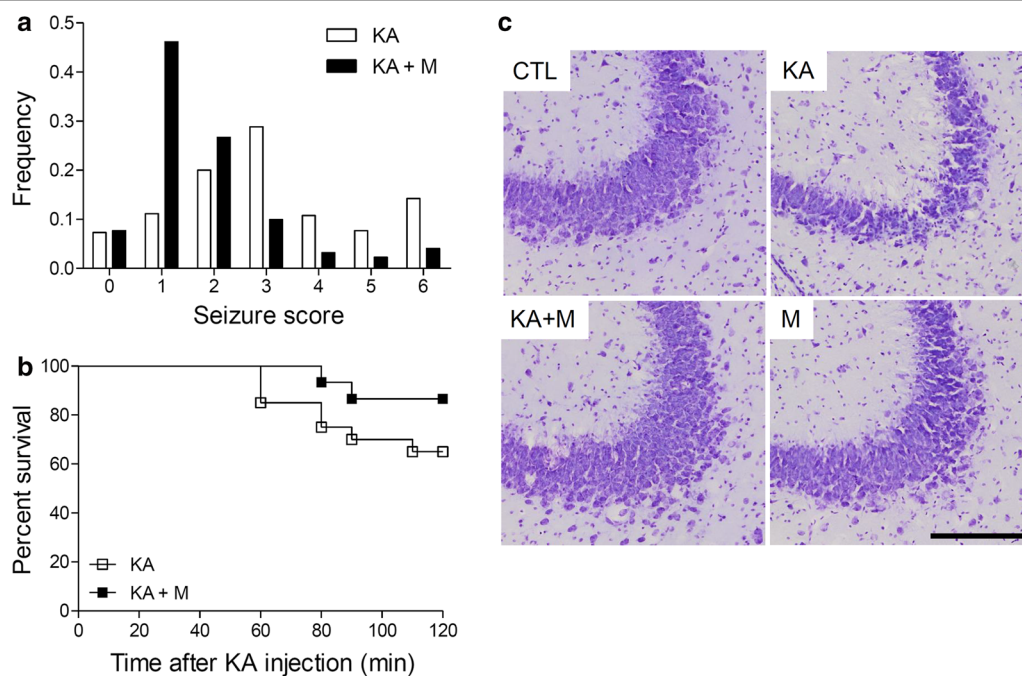 a
0.5
0.4
0.3
0.2
0.1
0.0
Frequency
KA
KA + M
0 1 2 3 4 5 6
Seizure score
b
100
80
60
40
20
0
Percent survival
KA
KA + M
0 20 40 60 80 100 120
Time after KA injection (min)
c
CTL
KA
KA+M
M